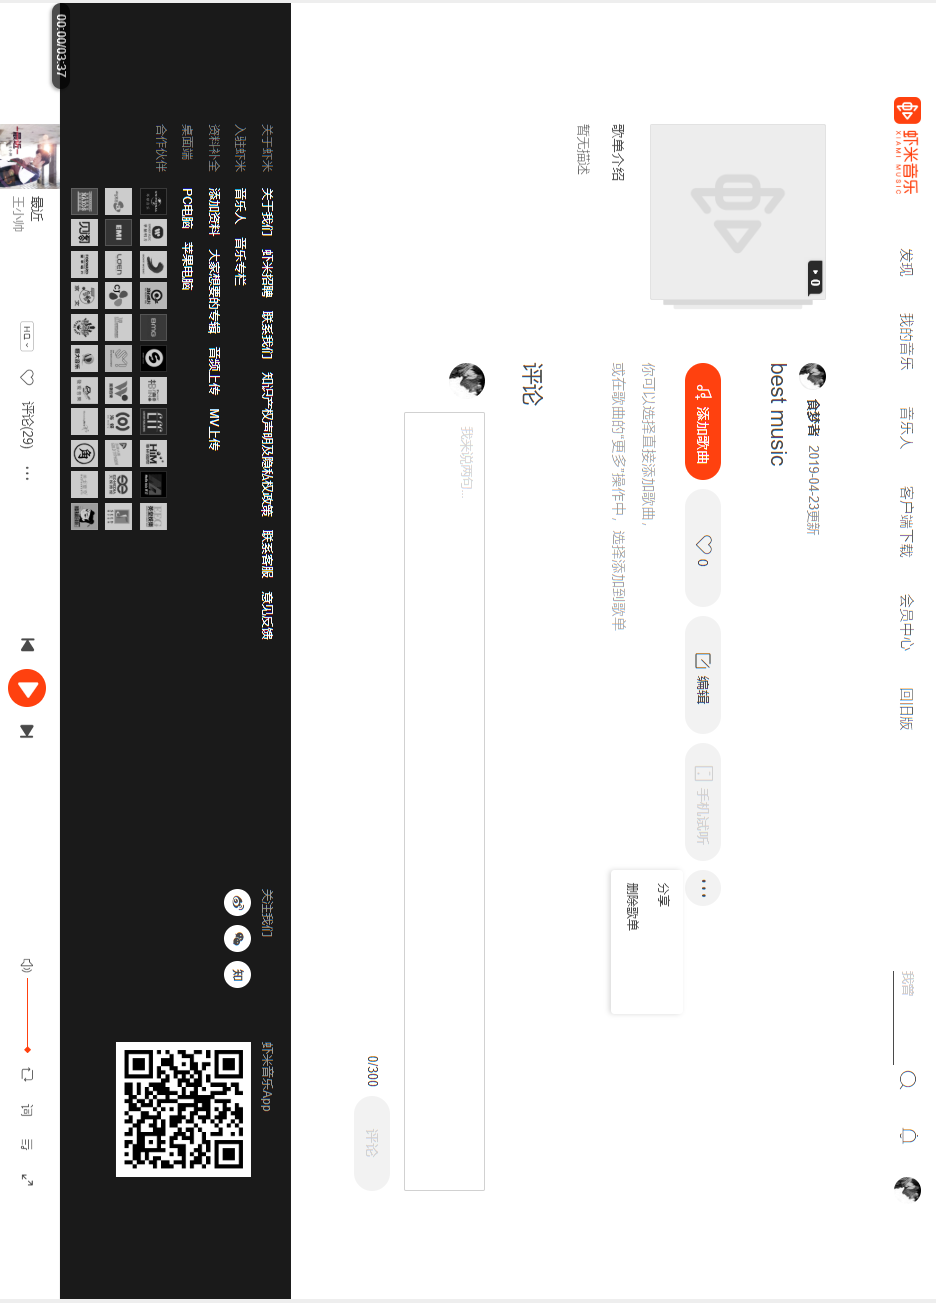 虾米音乐
XIAMI MUSIC
发现 我的音乐 音乐人 客户端下载 会员中心 回旧版
我曾
0
食梦者 2019-04-23更新
best music
添加歌曲 0 编辑 手机试听
分享
删除歌单
你可以选择直接添加歌曲，
或在歌曲的“更多”操作中，选择添加到歌单
歌单介绍
暂无描述
评论
我来说两句...
0/300 评论
关于虾米 关于我们 虾米招聘 联系我们 知识产权声明及隐私权政策 联系客服 意见反馈
入驻虾米 音乐人 音乐专栏
资料补全 添加资料 大家想要的专辑 音频上传 MV上传
桌面端 PC电脑 苹果电脑
合作伙伴
BMG
HIM
EMI
LOEN
CJ
关注我们
知
虾米音乐App
00:00/03:37
最近
王小帅
HQ
评论(29)
词